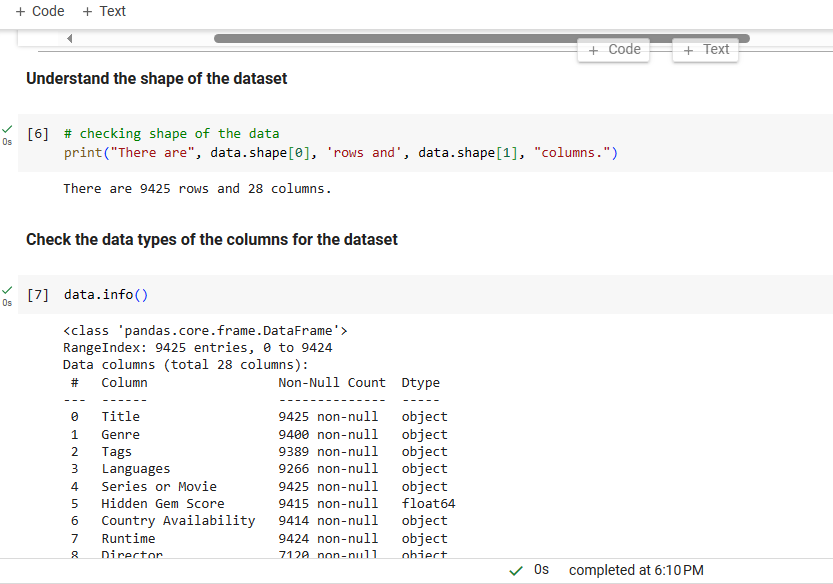 + Code + Text
+ Code + Text
Understand the shape of the dataset
0s
[6] # checking shape of the data
print("There are", data.shape[0], 'rows and', data.shape[1], "columns.")
There are 9425 rows and 28 columns.
Check the data types of the columns for the dataset
0s
[7] data.info()
<class 'pandas.core.frame.DataFrame'>
RangeIndex: 9425 entries, 0 to 9424
Data columns (total 28 columns):
# Column Non-Null Count Dtype
--- ------ -------------- -----
0 Title 9425 non-null object
1 Genre 9400 non-null object
2 Tags 9389 non-null object
3 Languages 9266 non-null object
4 Series or Movie 9425 non-null object
5 Hidden Gem Score 9415 non-null float64
6 Country Availability 9414 non-null object
7 Runtime 9424 non-null object
8 Director 7120 non-null object
0s completed at 6:10 PM